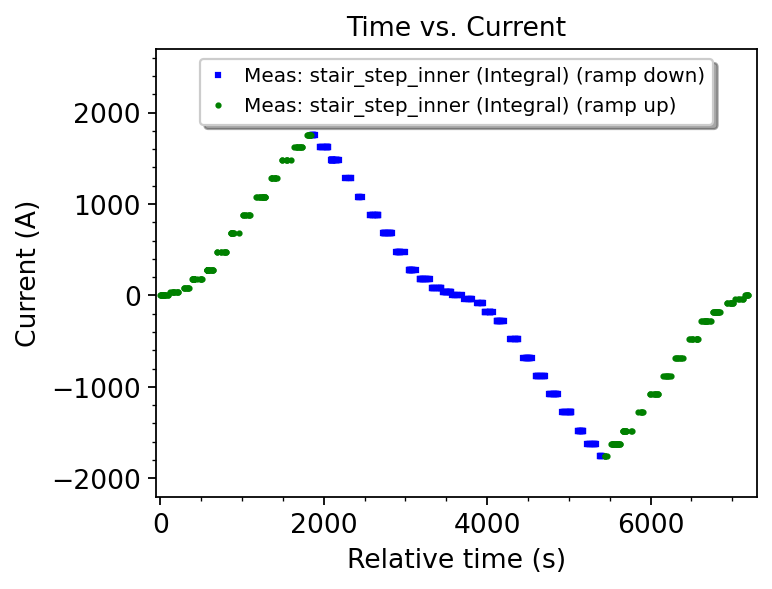 Time vs. Current
Meas: stair_step_inner (Integral) (ramp down)
Meas: stair_step_inner (Integral) (ramp up)
2000
1000
0
−1000
−2000
Current (A)
0 2000 4000 6000
Relative time (s)